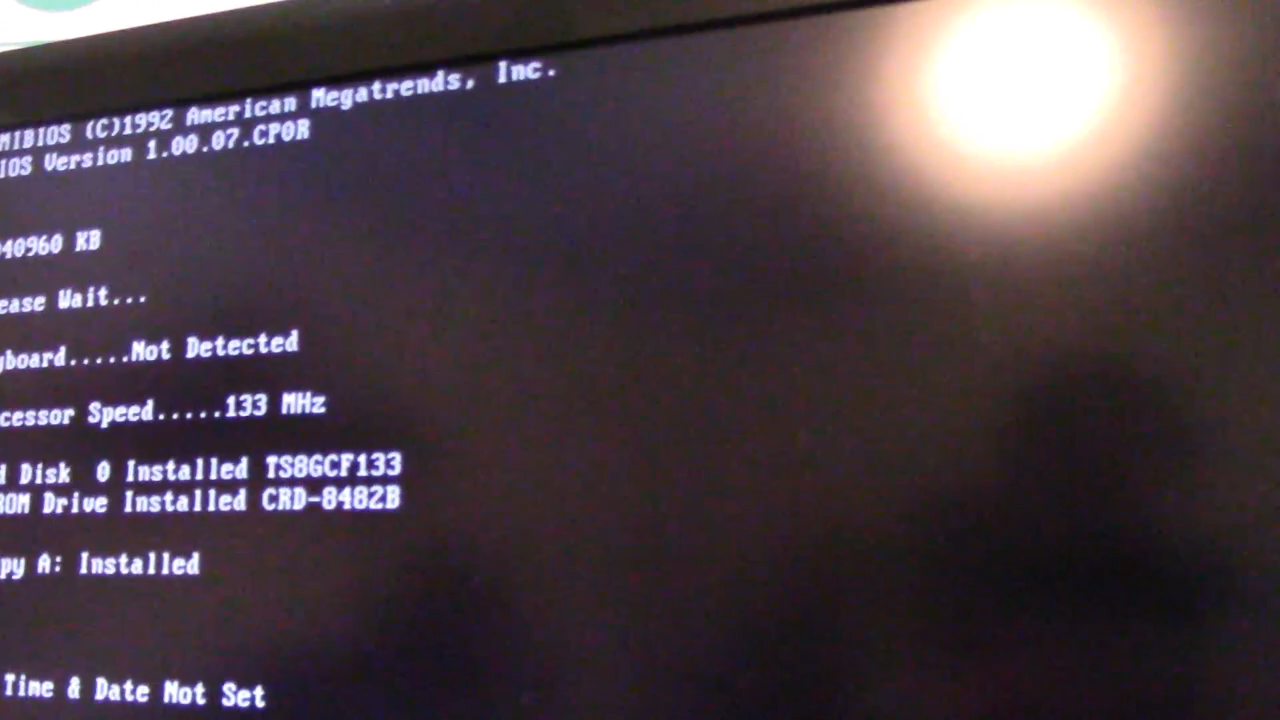 MIBIOS (C)1992 American Megatrends, Inc.
IOS Version 1.00.07.CP0R
40960 KB
ease Wait...
yboard.....Not Detected
cessor Speed.....133 MHz
d Disk 0 Installed TS8GCF133
ROM Drive Installed CRD-8482B
py A: Installed
Time & Date Not Set